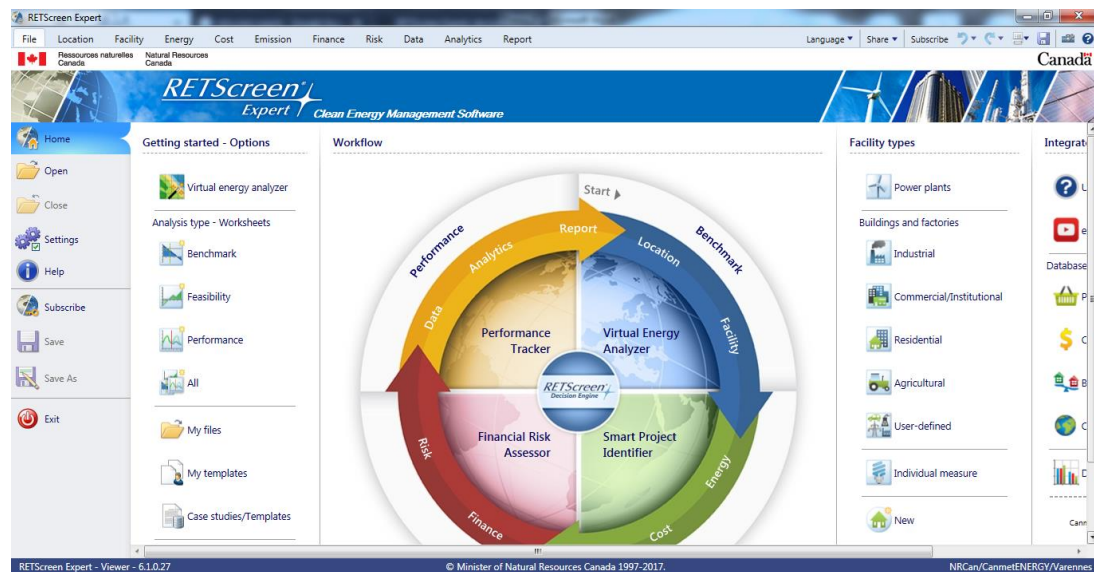 RETScreen Expert
File Location Facility Energy Cost Emission Finance Risk Data Analytics Report
Language Share Subscribe
Ressources naturelles Canada
Natural Resources Canada
Canada
RETScreen
Expert
Clean Energy Management Software
Home
Open
Close
Settings
Help
Subscribe
Save
Save As
Exit
Getting started - Options
Virtual energy analyzer
Analysis type - Worksheets
Benchmark
Feasibility
Performance
All
My files
My templates
Case studies/Templates
Workflow
Start
Performance
Benchmark
Data
Analytics
Report
Location
Facility
Performance Tracker
Virtual Energy Analyzer
RETScreen
Decision Engine
Financial Risk Assessor
Smart Project Identifier
Risk
Finance
Cost
Energy
Facility types
Power plants
Buildings and factories
Industrial
Commercial/Institutional
Residential
Agricultural
User-defined
Individual measure
New
Integrat
U
e
Database
P
C
B
C
D
Canm
RETScreen Expert - Viewer - 6.1.0.27
© Minister of Natural Resources Canada 1997-2017.
NRCan/CanmetENERGY/Varennes